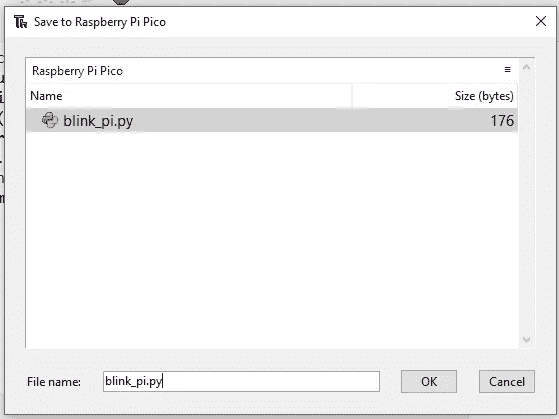 Save to Raspberry Pi Pico
Raspberry Pi Pico
Name Size (bytes)
blink_pi.py 176
File name: blink_pi.py OK Cancel